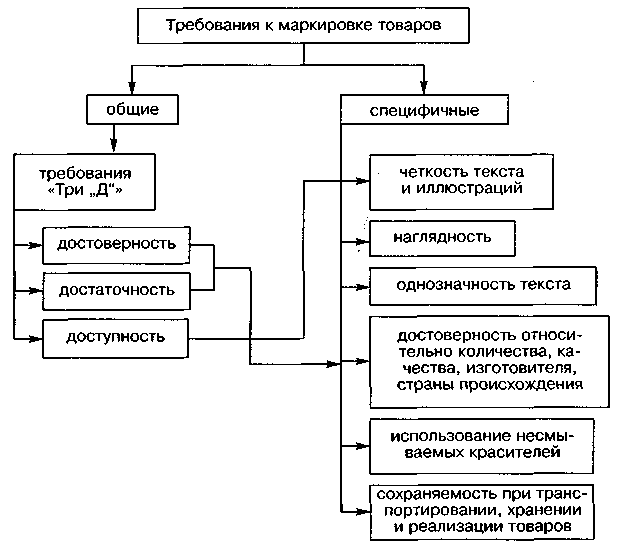 Требования к маркировке товаров
общие
специфичные
требования
«Три „Д“»
достоверность
достаточность
доступность
четкость текста
и иллюстраций
наглядность
однозначность текста
достоверность относи-
тельно количества, ка-
чества, изготовителя,
страны происхождения
использование несмы-
ваемых красителей
сохраняемость при транс-
портировании, хранении
и реализации товаров